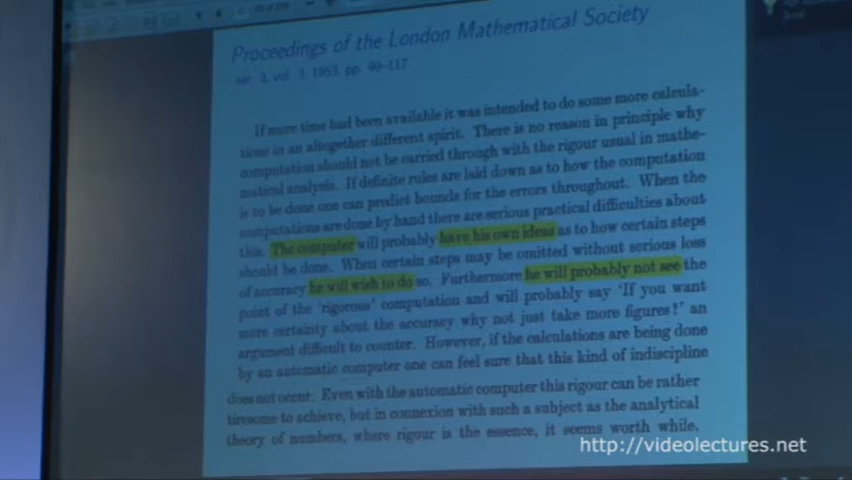 Proceedings of the London Mathematical Society
ser. 3, vol. 3, 1953, pp. 99–117
If more time had been available it was intended to do some more calcula-
tions in an altogether different spirit. There is no reason in principle why
computation should not be carried through with the rigour usual in mathe-
matical analysis. If definite rules are laid down as to how the computation
is to be done one can predict bounds for the errors throughout. When the
computations are done by hand there are serious practical difficulties about
this. The computer will probably have his own ideas as to how certain steps
should be done. When certain steps may be omitted without serious loss
of accuracy he will wish to do so. Furthermore he will probably not see the
point of the 'rigorous' computation and will probably say 'If you want
more certainty about the accuracy why not just take more figures?' an
argument difficult to counter. However, if the calculations are being done
by an automatic computer one can feel sure that this kind of indiscipline
does not occur. Even with the automatic computer this rigour can be rather
tiresome to achieve, but in connexion with such a subject as the analytical
theory of numbers, where rigour is the essence, it seems worth while.
http://videolectures.net